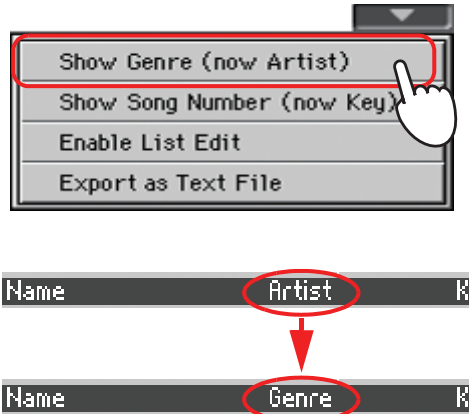 Show Genre (now Artist)
Show Song Number (now Key)
Enable List Edit
Export as Text File
Name Artist K
Name Genre K